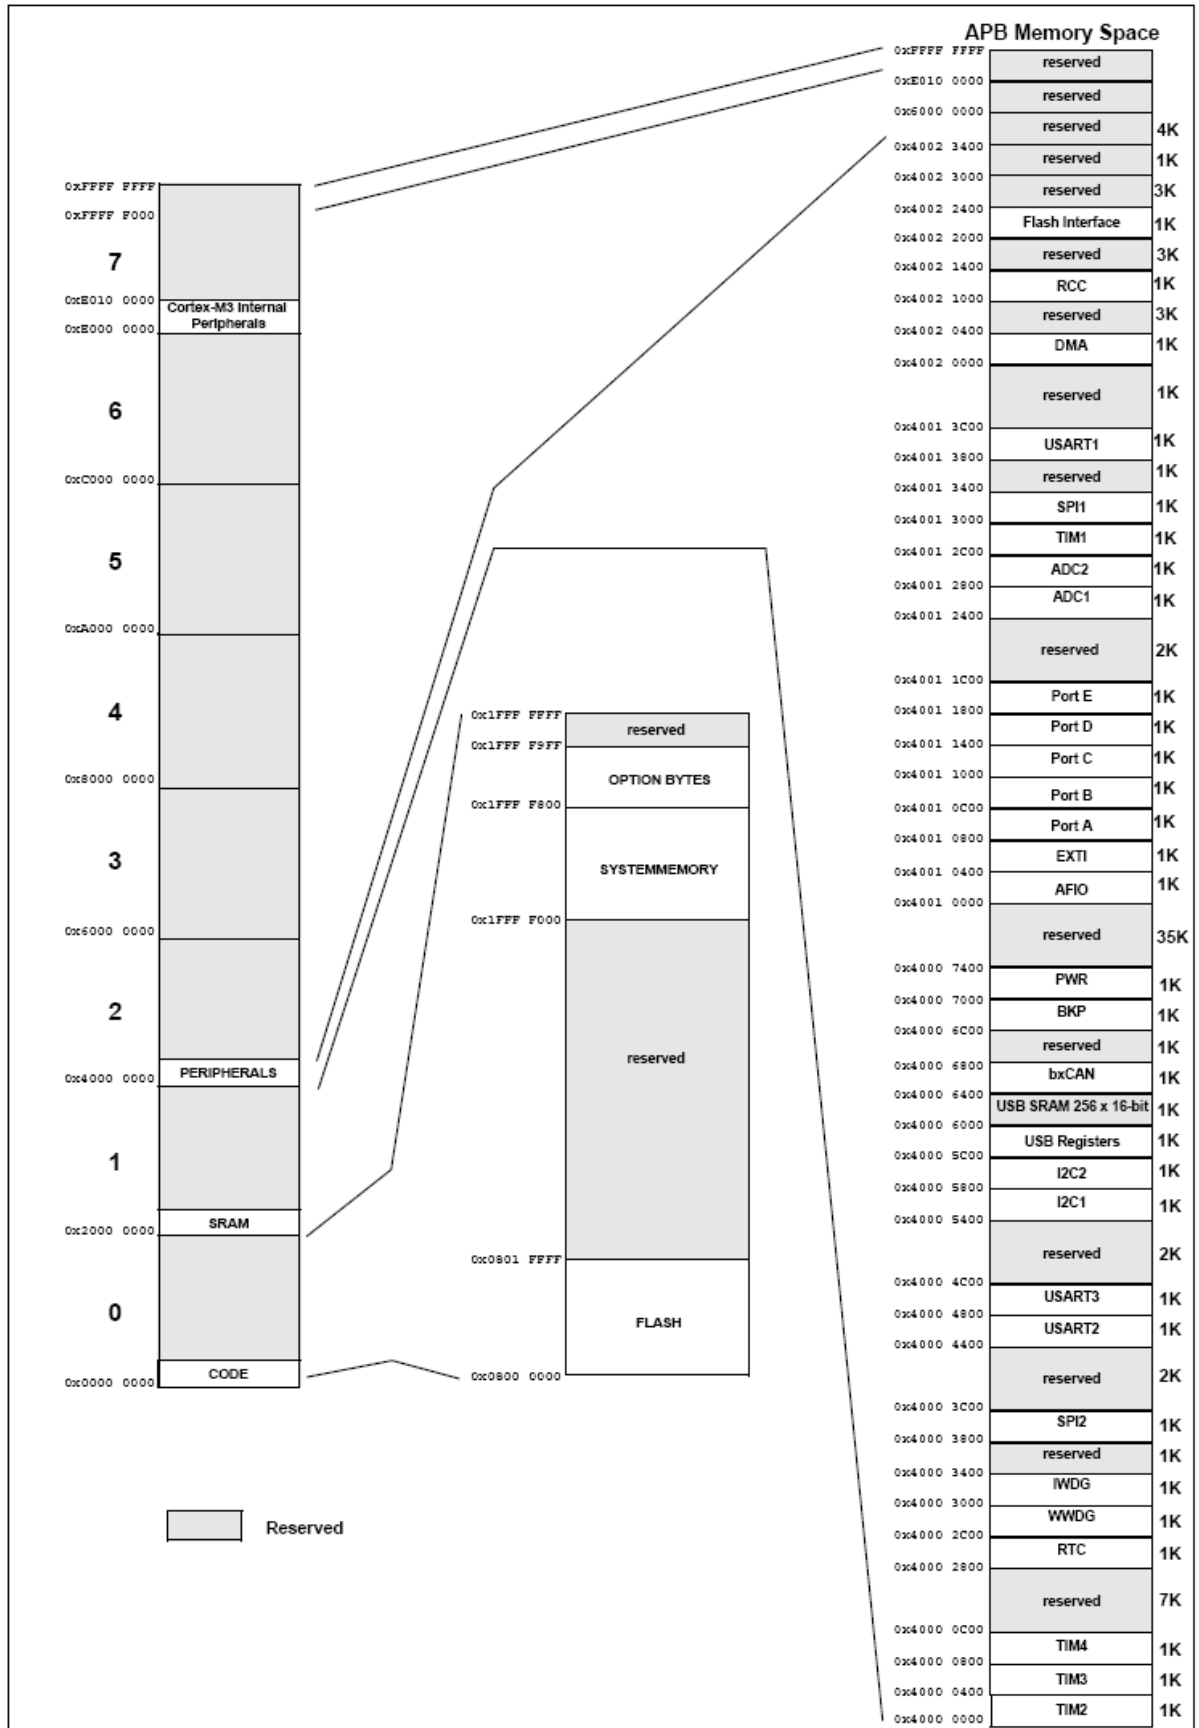 APB Memory Space
0xFFFF FFFF
reserved
0xE010 0000
reserved
0x6000 0000
reserved 4K
0x4002 3400
reserved 1K
0x4002 3000
reserved 3K
0x4002 2400
Flash Interface 1K
0x4002 2000
reserved 3K
0x4002 1400
RCC 1K
0x4002 1000
reserved 3K
0x4002 0400
DMA 1K
0x4002 0000
reserved 1K
0x4001 3C00
USART1 1K
0x4001 3800
reserved 1K
0x4001 3400
SPI1 1K
0x4001 3000
TIM1 1K
0x4001 2C00
ADC2 1K
0x4001 2800
ADC1 1K
0x4001 2400
reserved 2K
0x4001 1C00
Port E 1K
0x4001 1800
Port D 1K
0x4001 1400
Port C 1K
0x4001 1000
Port B 1K
0x4001 0C00
Port A 1K
0x4001 0800
EXTI 1K
0x4001 0400
AFIO 1K
0x4001 0000
reserved 35K
0x4000 7400
PWR 1K
0x4000 7000
BKP 1K
0x4000 6C00
reserved 1K
0x4000 6800
bxCAN 1K
0x4000 6400
USB SRAM 256 x 16-bit 1K
0x4000 6000
USB Registers 1K
0x4000 5C00
I2C2 1K
0x4000 5800
I2C1 1K
0x4000 5400
reserved 2K
0x4000 4C00
USART3 1K
0x4000 4800
USART2 1K
0x4000 4400
reserved 2K
0x4000 3C00
SPI2 1K
0x4000 3800
reserved 1K
0x4000 3400
IWDG 1K
0x4000 3000
WWDG 1K
0x4000 2C00
RTC 1K
0x4000 2800
reserved 7K
0x4000 0C00
TIM4 1K
0x4000 0800
TIM3 1K
0x4000 0400
TIM2 1K
0x4000 0000
0xFFFF FFFF
0xFFFF F000
7
0xE010 0000
Cortex-M3 Internal
Peripherals
0xE000 0000
6
0xC000 0000
5
0xA000 0000
4
0x8000 0000
3
0x6000 0000
2
PERIPHERALS
0x4000 0000
1
SRAM
0x2000 0000
0
CODE
0x0000 0000
0x1FFF FFFF
reserved
0x1FFF F9FF
OPTION BYTES
0x1FFF F800
SYSTEMMEMORY
0x1FFF F000
reserved
0x0801 FFFF
FLASH
0x0800 0000
Reserved